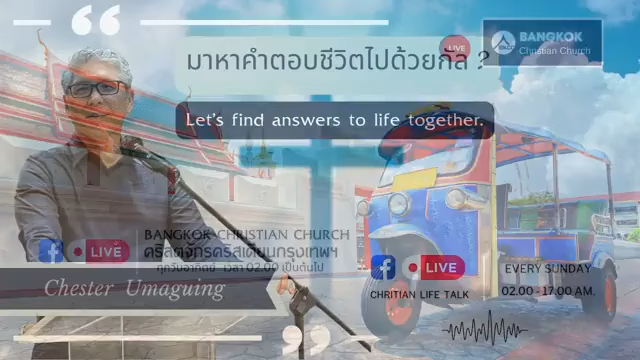 BANGKOK
Christian Church
LIVE
มาหาคำตอบชีวิตไปด้วยกัน ?
Let's find answers to life together.
BANGKOK CHRISTIAN CHURCH
LIVE
คริสตจักรคริสเตียนกรุงเทพฯ
ทุกวันอาทิตย์ เวลา 02.00 เป็นต้นไป
Chester Umaguing
LIVE
EVERY SUNDAY
CHRITIAN LIFE TALK
02.00 - 17:00 AM.